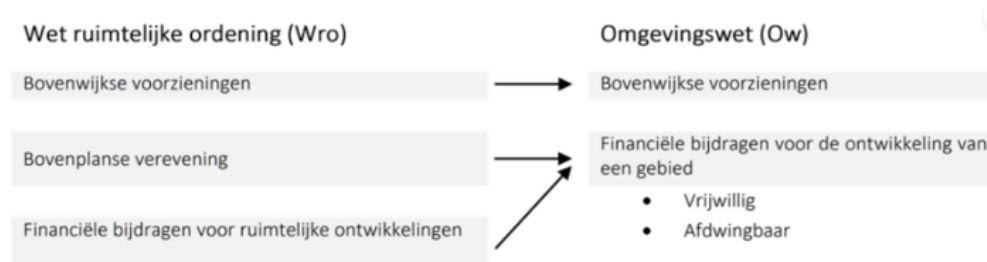 Wet ruimtelijke ordening (Wro)
Omgevingswet (Ow)
Bovenwijkse voorzieningen
Bovenwijkse voorzieningen
Bovenplanse verevening
Financiële bijdragen voor de ontwikkeling van
een gebied
• Vrijwillig
• Afdwingbaar
Financiële bijdragen voor ruimtelijke ontwikkelingen